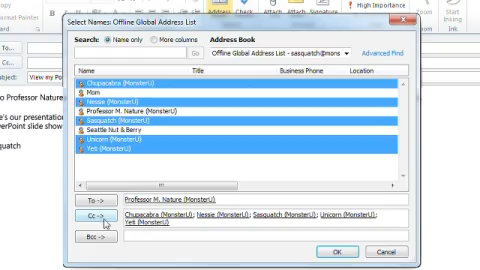 Format Painter
Address
Check
Attach
Attach
Signature
High Importance
Start
Inking
Clipboard
Ink
Select Names: Offline Global Address List
Search: Name only More columns Address Book
Go Offline Global Address List - sasquatch@mons Advanced Find
Name Title Business Phone Location
Chupacabra (MonsterU)
Mom
Nessie (MonsterU)
Professor M. Nature (MonsterU)
Sasquatch (MonsterU)
Seattle Nut & Berry
Unicorn (MonsterU)
Yeti (MonsterU)
To -> Professor M. Nature (MonsterU)
Cc -> Chupacabra (MonsterU); Nessie (MonsterU); Sasquatch (MonsterU); Unicorn (MonsterU);
Yeti (MonsterU)
Bcc ->
OK Cancel
To...
Cc...
Subject: View my Po
o Professor Nature
e's our presentation
erPoint slide show
quatch